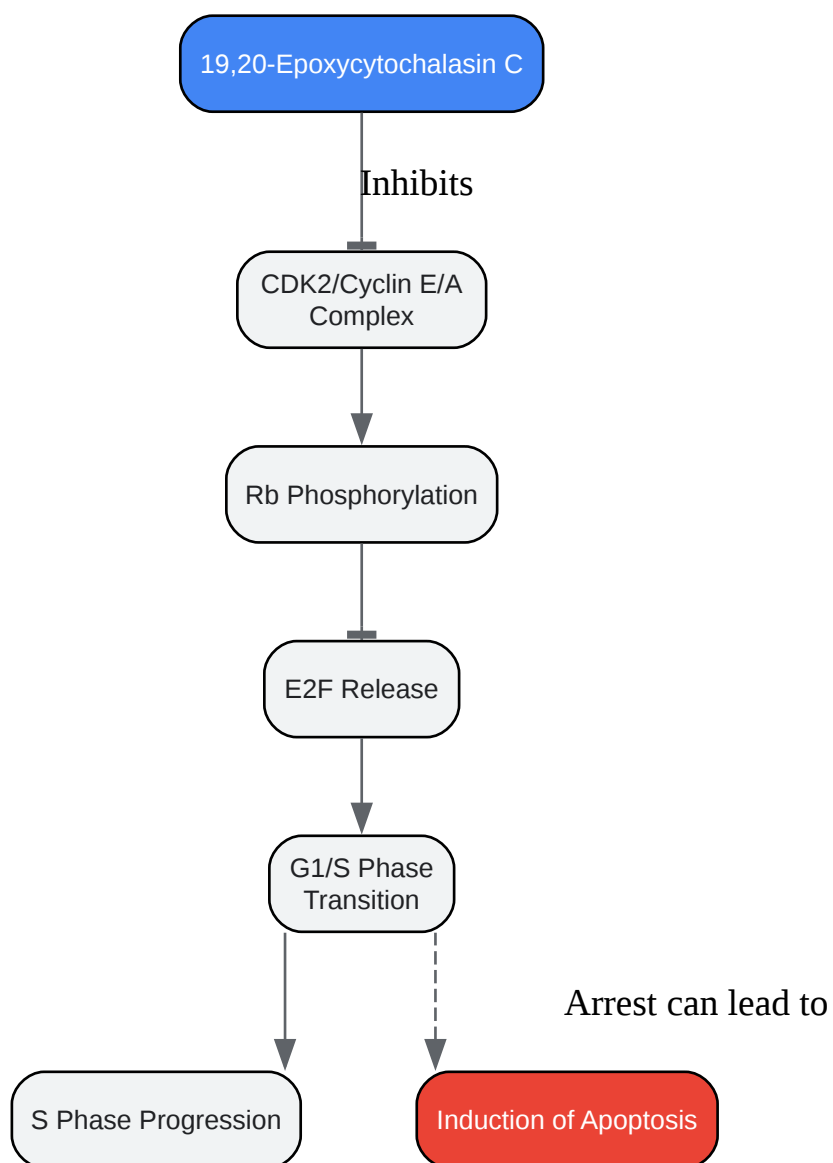 19,20-Epoxycytochalasin C
Inhibits
CDK2/Cyclin E/A
Complex
Rb Phosphorylation
E2F Release
G1/S Phase
Transition
Arrest can lead to
S Phase Progression
Induction of Apoptosis